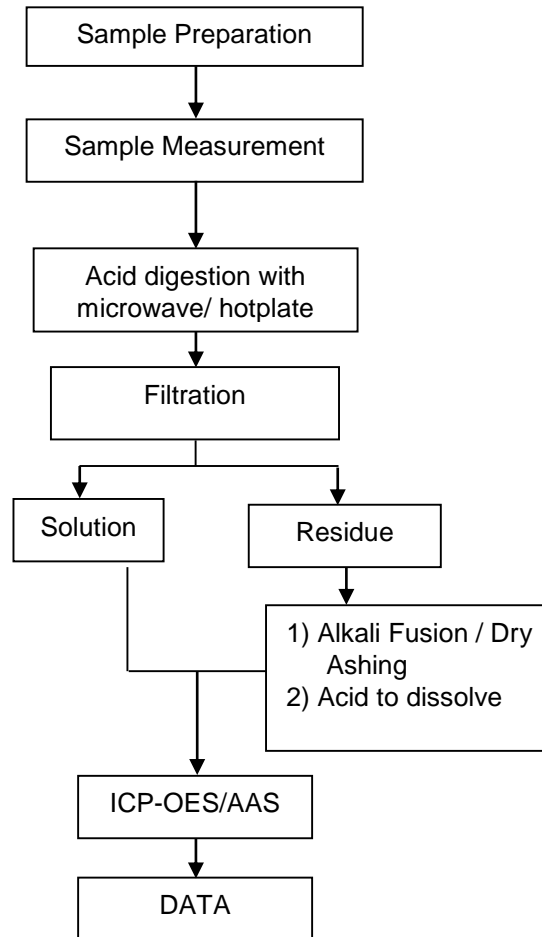 Sample Preparation
Sample Measurement
Acid digestion with
microwave/ hotplate
Filtration
Solution
Residue
1) Alkali Fusion / Dry
Ashing
2) Acid to dissolve
ICP-OES/AAS
DATA